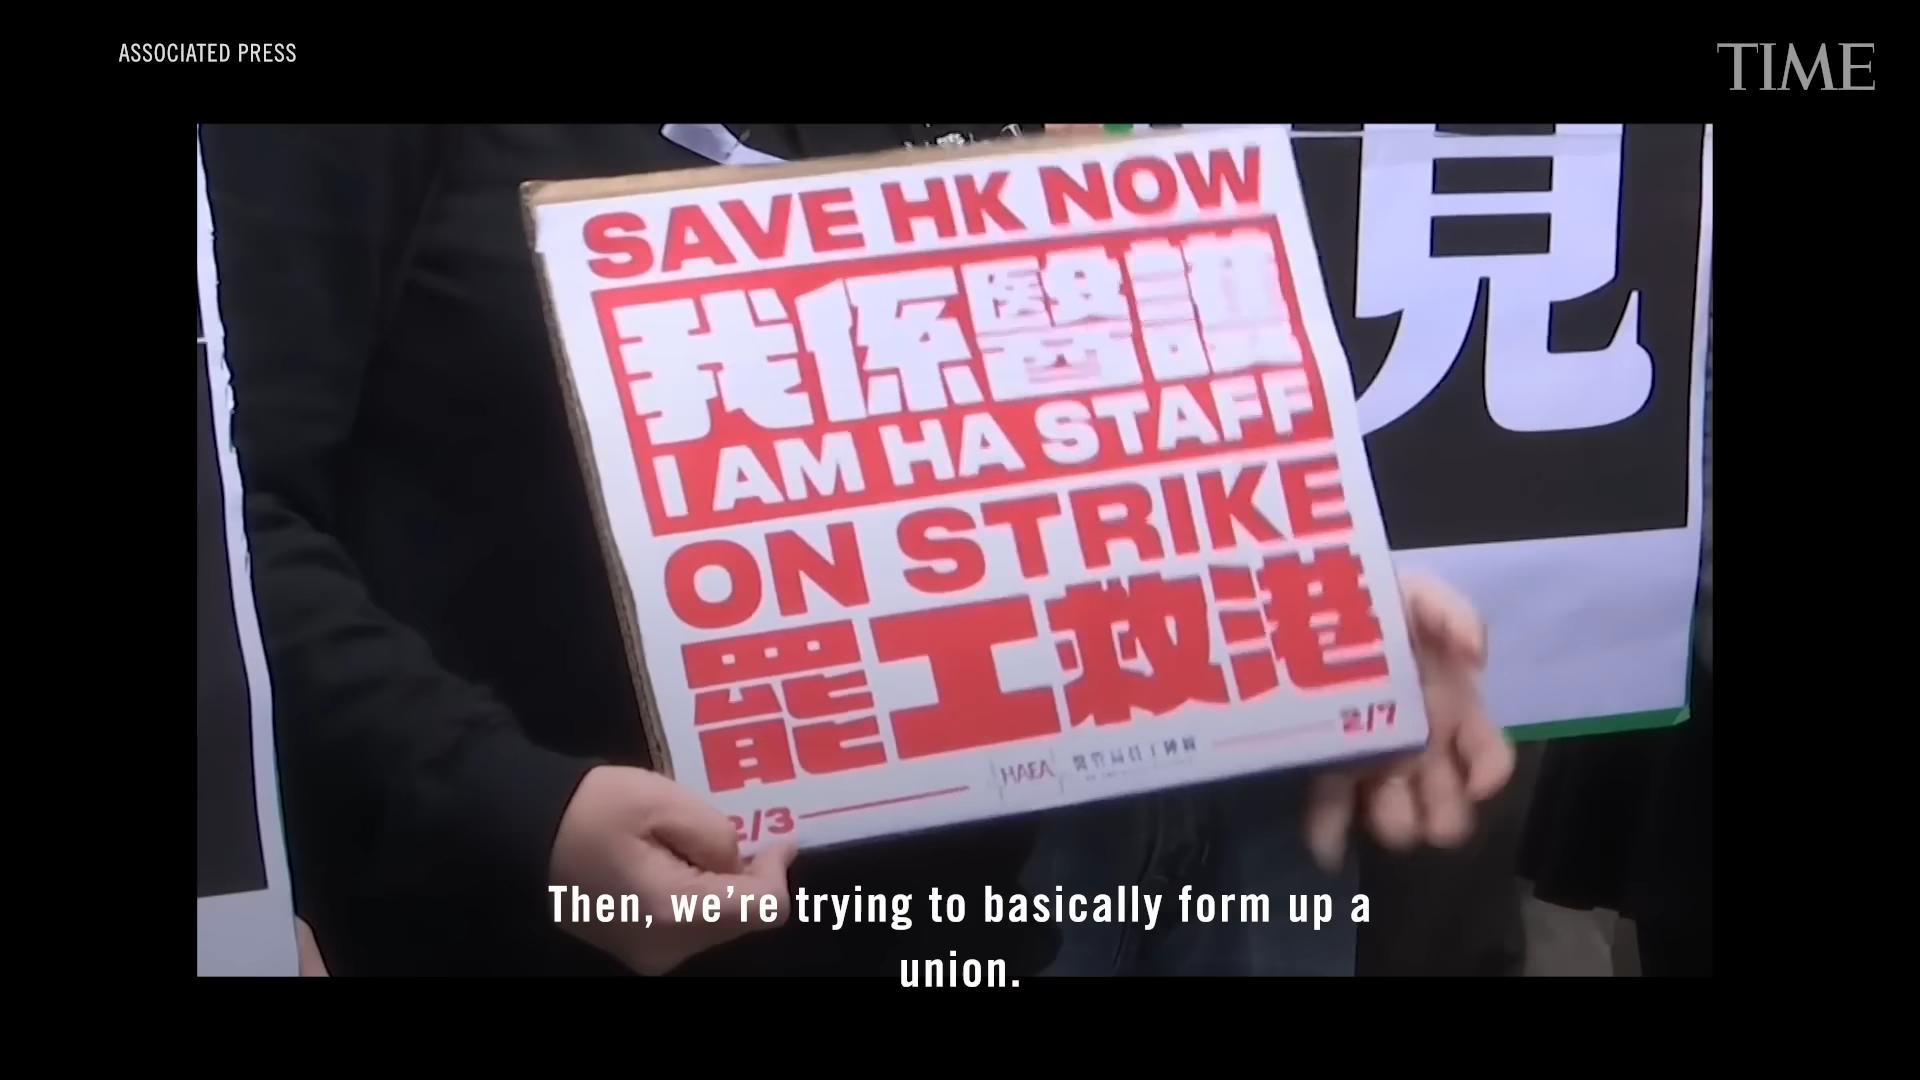 ASSOCIATED PRESS
TIME
SAVE HK NOW
我係醫護
I AM HA STAFF
ON STRIKE
罷工救港
2/7
HAEA
2/3
見
Then, we're trying to basically form up a
union.